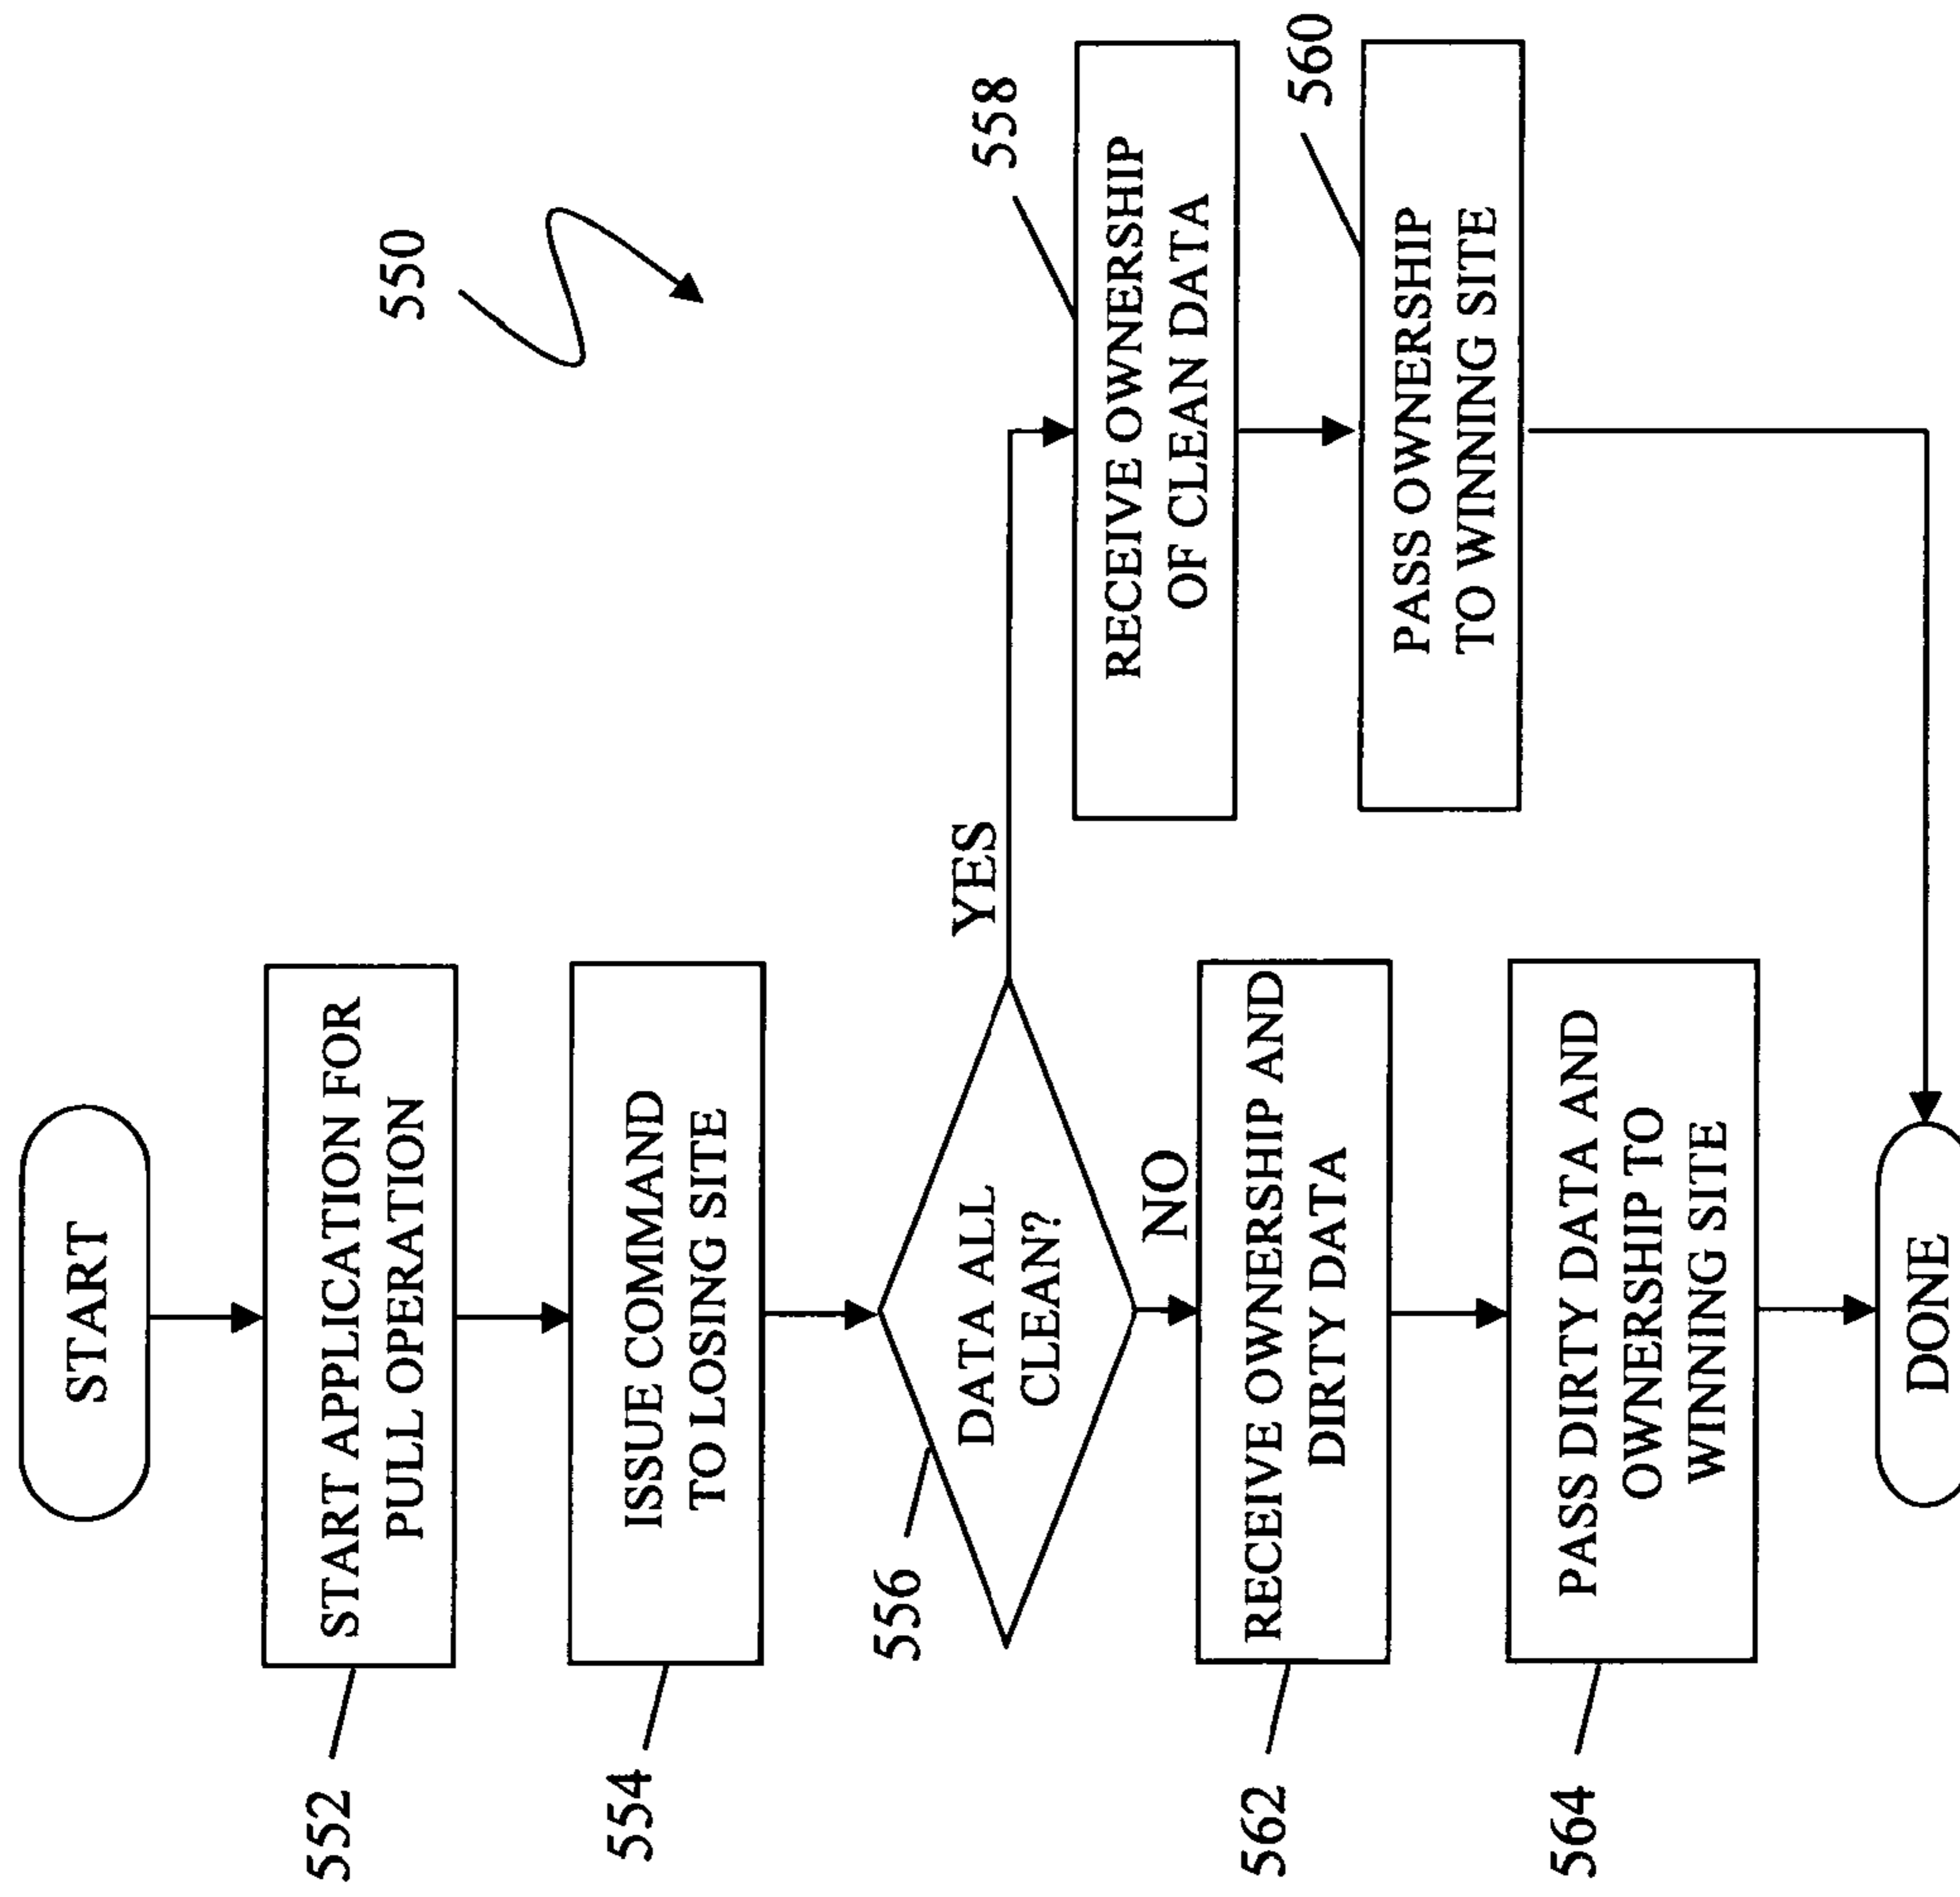 START
550
552
START APPLICATION FOR
PULL OPERATION
554
ISSUE COMMAND
TO LOSING SITE
556
DATA ALL
CLEAN?
YES
558
RECEIVE OWNERSHIP
OF CLEAN DATA
560
PASS OWNERSHIP
TO WINNING SITE
NO
562
RECEIVE OWNERSHIP AND
DIRTY DATA
564
PASS DIRTY DATA AND
OWNERSHIP TO
WINNING SITE
DONE